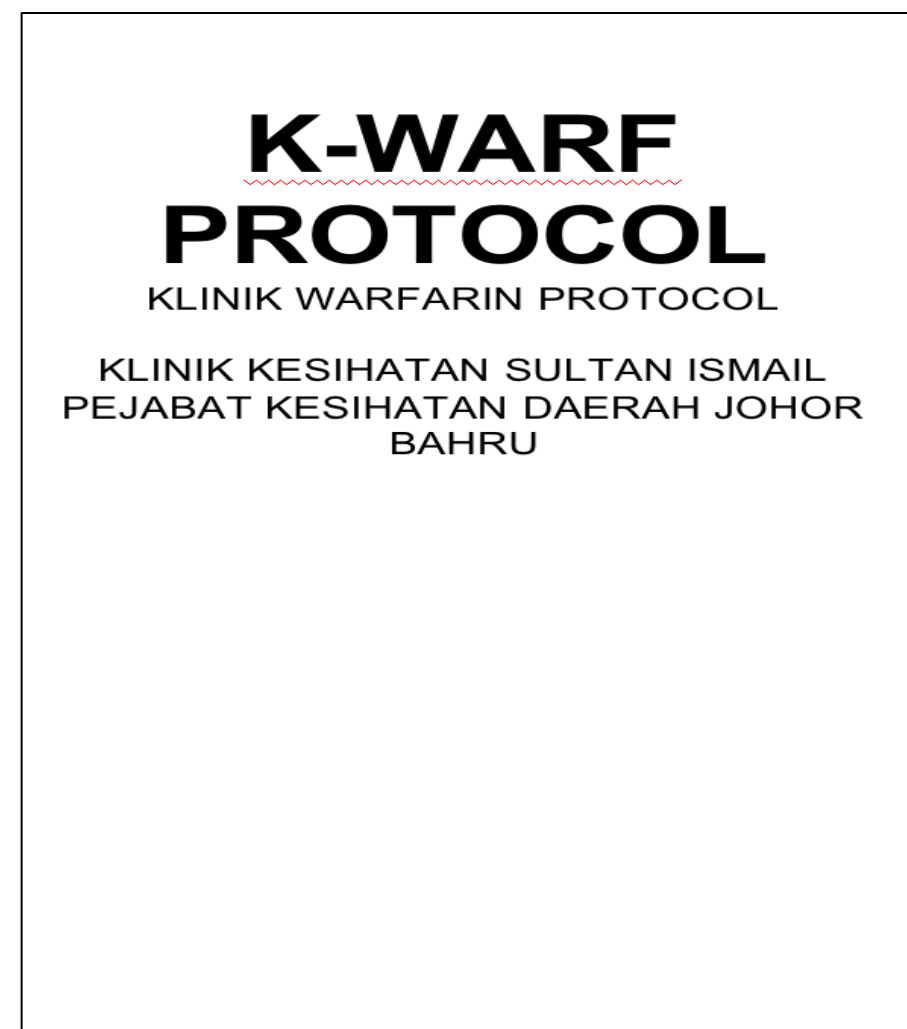 K-WARF
PROTOCOL
KLINIK WARFARIN PROTOCOL
KLINIK KESIHATAN SULTAN ISMAIL
PEJABAT KESIHATAN DAERAH JOHOR
BAHRU